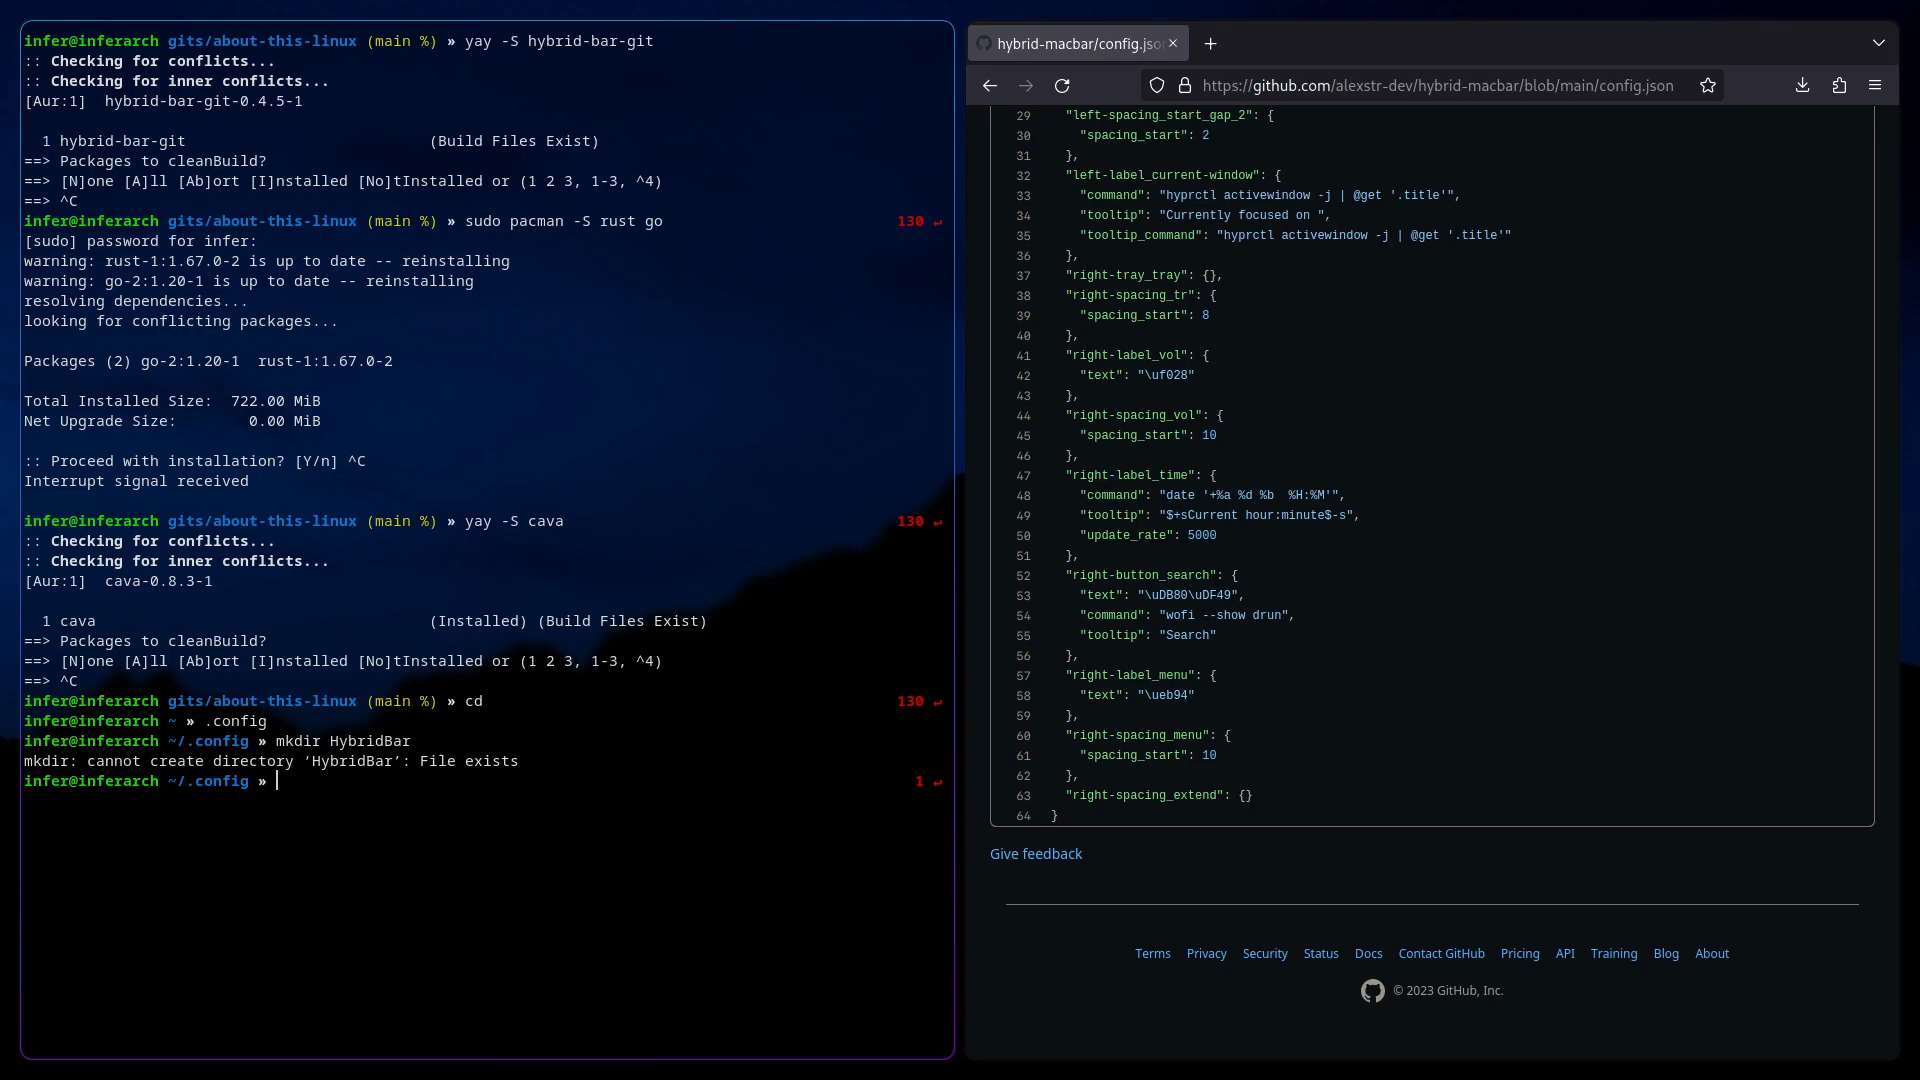 infer@inferarch gits/about-this-linux (main %) » yay -S hybrid-bar-git
:: Checking for conflicts...
:: Checking for inner conflicts...
[Aur:1]  hybrid-bar-git-0.4.5-1
1 hybrid-bar-git (Build Files Exist)
==> Packages to cleanBuild?
==> [N]one [A]ll [Ab]ort [I]nstalled [No]tInstalled or (1 2 3, 1-3, ^4)
==> ^C
infer@inferarch gits/about-this-linux (main %) » sudo pacman -S rust go 130 ↵
[sudo] password for infer:
warning: rust-1:1.67.0-2 is up to date -- reinstalling
warning: go-2:1.20-1 is up to date -- reinstalling
resolving dependencies...
looking for conflicting packages...
Packages (2) go-2:1.20-1  rust-1:1.67.0-2
Total Installed Size:  722.00 MiB
Net Upgrade Size:        0.00 MiB
:: Proceed with installation? [Y/n] ^C
Interrupt signal received
infer@inferarch gits/about-this-linux (main %) » yay -S cava 130 ↵
:: Checking for conflicts...
:: Checking for inner conflicts...
[Aur:1]  cava-0.8.3-1
1 cava (Installed) (Build Files Exist)
==> Packages to cleanBuild?
==> [N]one [A]ll [Ab]ort [I]nstalled [No]tInstalled or (1 2 3, 1-3, ^4)
==> ^C
infer@inferarch gits/about-this-linux (main %) » cd 130 ↵
infer@inferarch ~ » .config
infer@inferarch ~/.config » mkdir HybridBar
mkdir: cannot create directory ‘HybridBar’: File exists
infer@inferarch ~/.config » 1 ↵
hybrid-macbar/config.jso
https://github.com/alexstr-dev/hybrid-macbar/blob/main/config.json
29 "left-spacing_start_gap_2": {
30 "spacing_start": 2
31 },
32 "left-label_current-window": {
33 "command": "hyprctl activewindow -j | @get '.title'",
34 "tooltip": "Currently focused on ",
35 "tooltip_command": "hyprctl activewindow -j | @get '.title'"
36 },
37 "right-tray_tray": {},
38 "right-spacing_tr": {
39 "spacing_start": 8
40 },
41 "right-label_vol": {
42 "text": "\uf028"
43 },
44 "right-spacing_vol": {
45 "spacing_start": 10
46 },
47 "right-label_time": {
48 "command": "date '+%a %d %b  %H:%M'",
49 "tooltip": "$+sCurrent hour:minute$-s",
50 "update_rate": 5000
51 },
52 "right-button_search": {
53 "text": "\uDB80\uDF49",
54 "command": "wofi --show drun",
55 "tooltip": "Search"
56 },
57 "right-label_menu": {
58 "text": "\ueb94"
59 },
60 "right-spacing_menu": {
61 "spacing_start": 10
62 },
63 "right-spacing_extend": {}
64 }
Give feedback
Terms Privacy Security Status Docs Contact GitHub Pricing API Training Blog About
© 2023 GitHub, Inc.